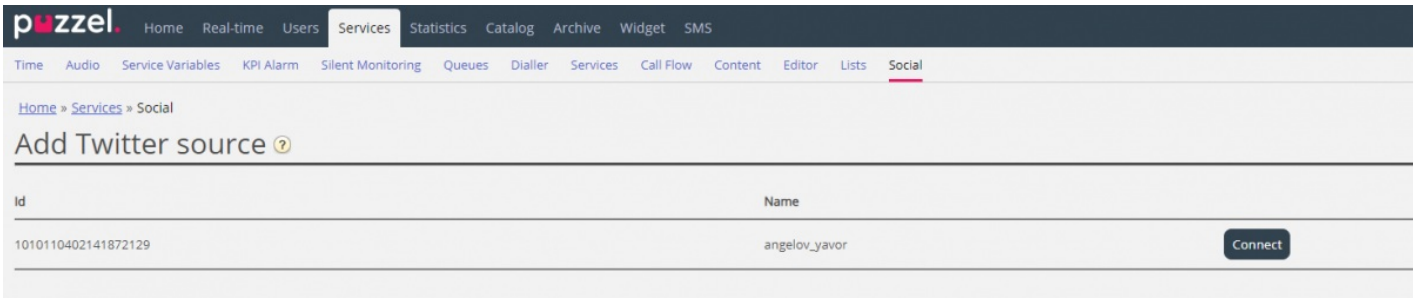 puzzel. Home Real-time Users Services Statistics Catalog Archive Widget SMS
Time Audio Service Variables KPI Alarm Silent Monitoring Queues Dialler Services Call Flow Content Editor Lists Social
Home » Services » Social
Add Twitter source ?
Id Name
1010110402141872129 angelov_yavor Connect